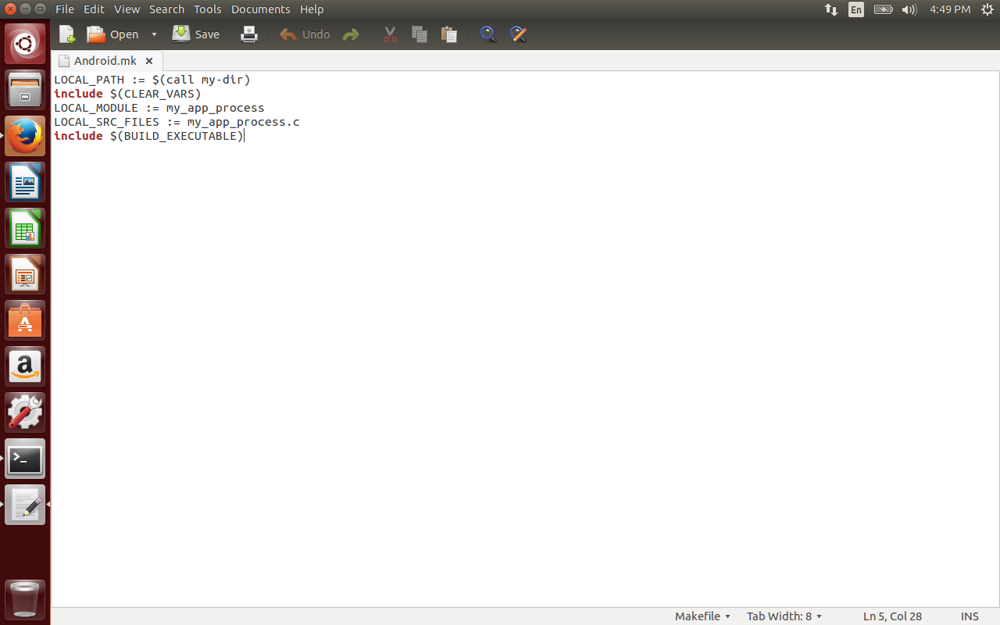 File Edit View Search Tools Documents Help En 4:49 PM
Open Save Undo
Android.mk
LOCAL_PATH := $(call my-dir)
include $(CLEAR_VARS)
LOCAL_MODULE := my_app_process
LOCAL_SRC_FILES := my_app_process.c
include $(BUILD_EXECUTABLE)
Makefile Tab Width: 8 Ln 5, Col 28 INS